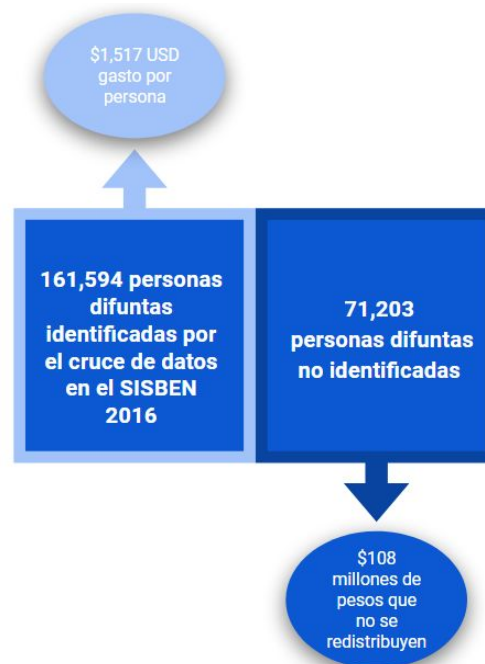 $1,517 USD
gasto por
persona
161,594 personas
difuntas
identificadas por
el cruce de datos
en el SISBEN
2016
71,203
personas difuntas
no identificadas
$108
millones de
pesos que
no se
redistribuyen